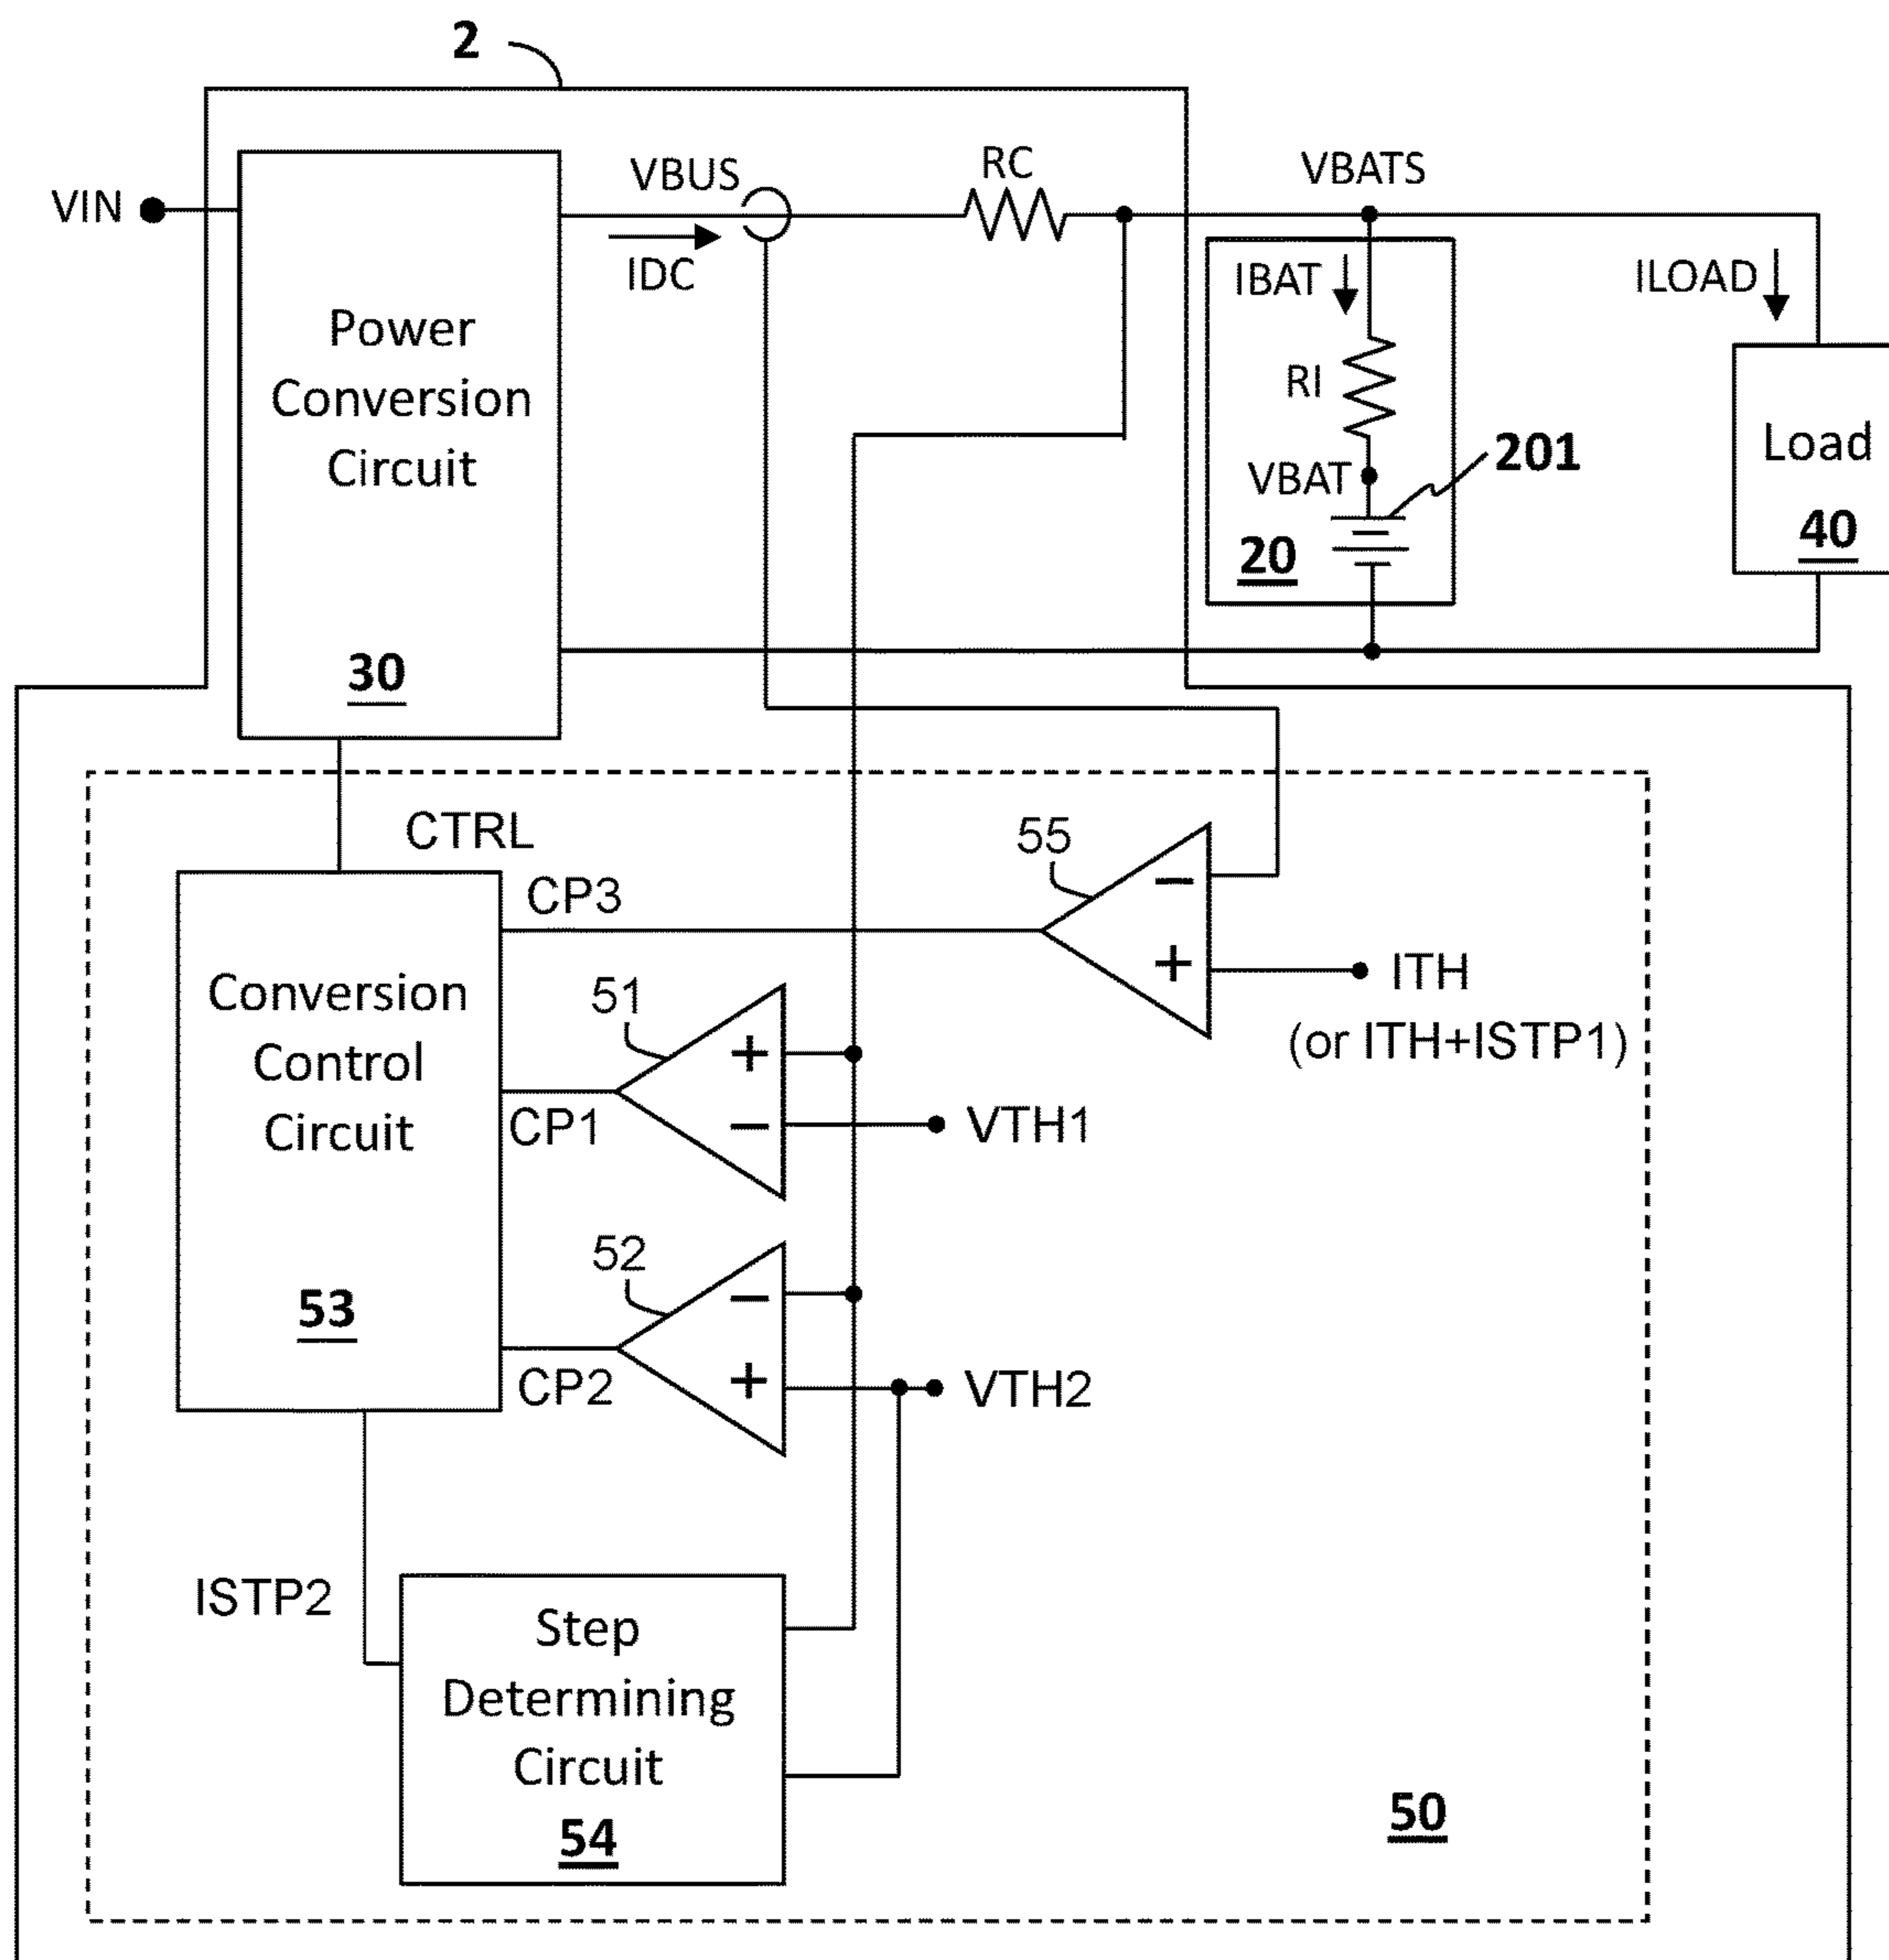 2
VIN
VBUS
IDC
RC
VBATS
IBAT
ILOAD
RI
VBAT
201
20
Load
40
Power
Conversion
Circuit
30
CTRL
CP3
55
ITH
(or ITH+ISTP1)
Conversion
Control
Circuit
53
51
CP1
VTH1
52
CP2
VTH2
ISTP2
Step
Determining
Circuit
54
50
+
−
+
−
−
+